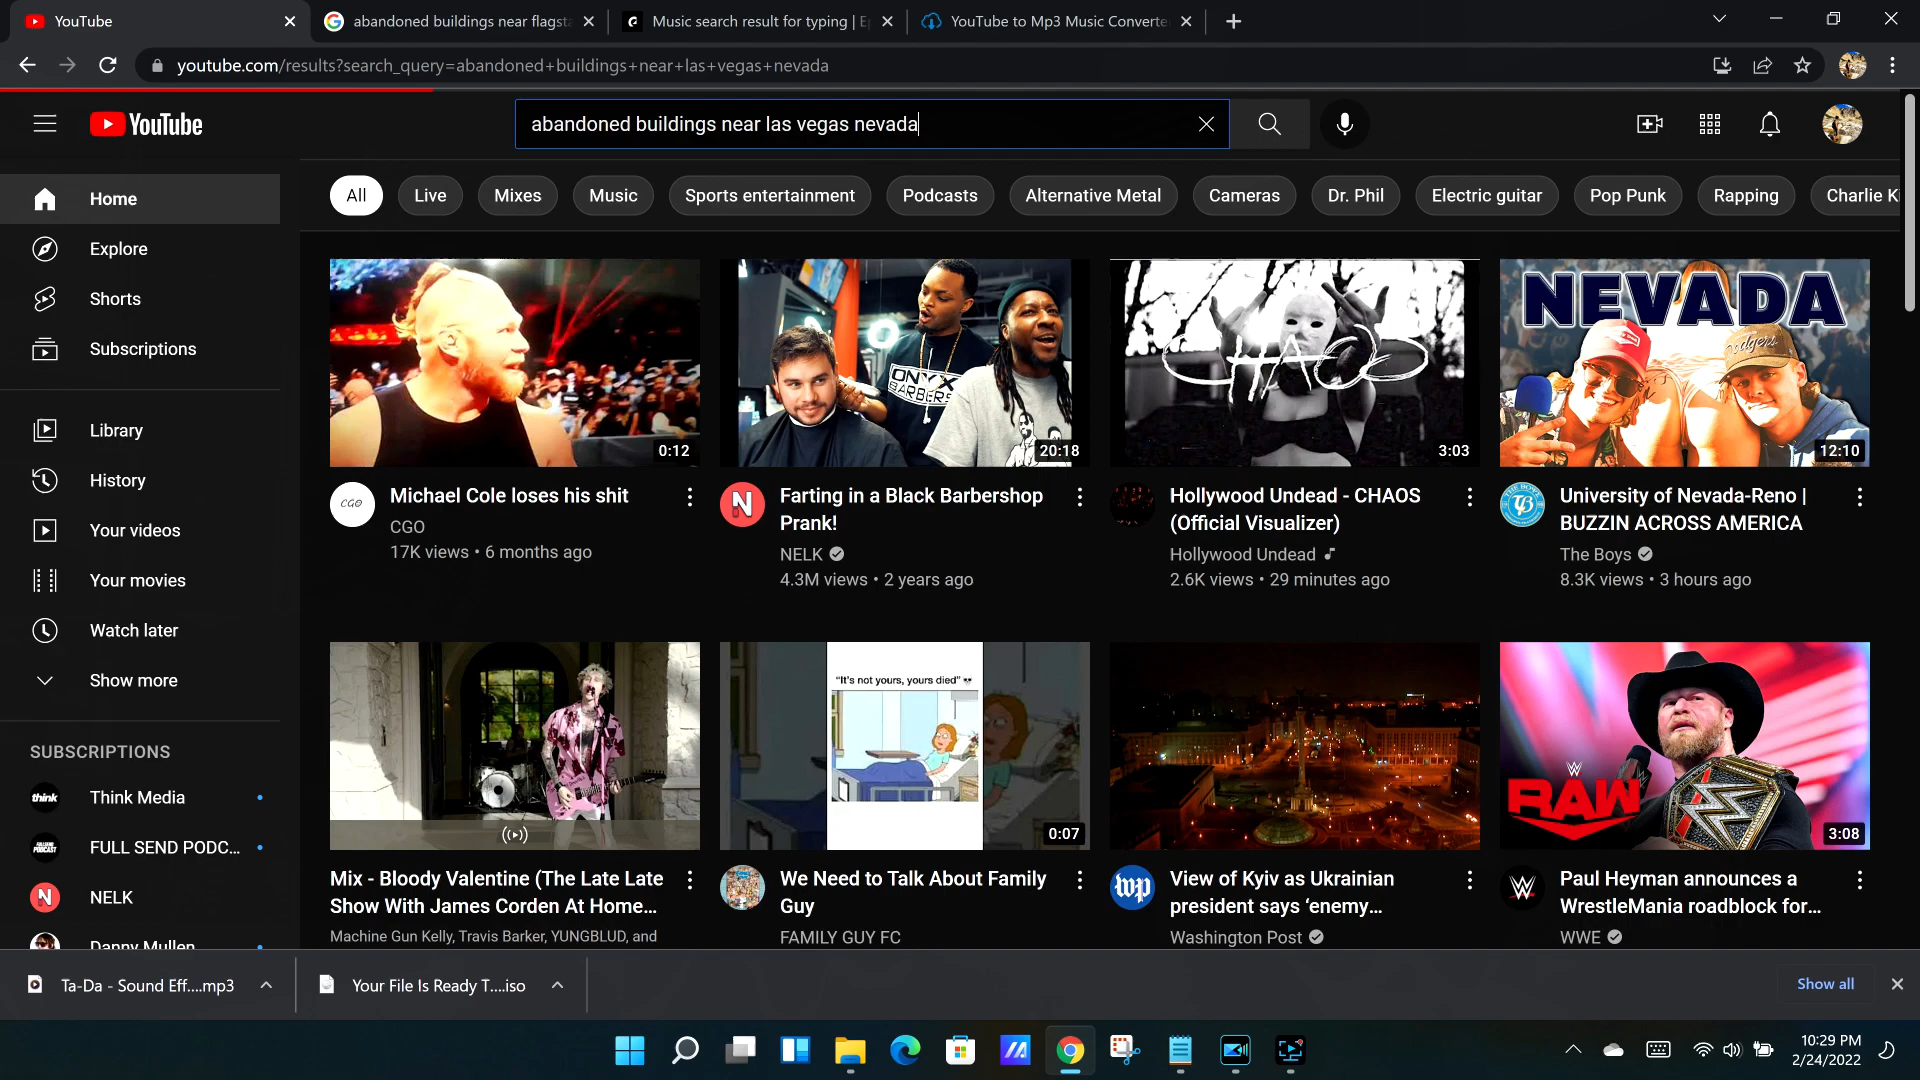 YouTube
abandoned buildings near flagsta
Music search result for typing | Ep
YouTube to Mp3 Music Converte
youtube.com/results?search_query=abandoned+buildings+near+las+vegas+nevada
YouTube
abandoned buildings near las vegas nevada
Home
Explore
Shorts
Subscriptions
Library
History
Your videos
Your movies
Watch later
Show more
SUBSCRIPTIONS
think
Think Media
FULL SEND PODC...
N
NELK
Danny Mullen
All
Live
Mixes
Music
Sports entertainment
Podcasts
Alternative Metal
Cameras
Dr. Phil
Electric guitar
Pop Punk
Rapping
Charlie Ki
0:12
CGO
Michael Cole loses his shit
CGO
17K views • 6 months ago
ONYX
BARBERS
20:18
N
Farting in a Black Barbershop
Prank!
NELK
4.3M views • 2 years ago
CHAOS
3:03
Hollywood Undead - CHAOS
(Official Visualizer)
Hollywood Undead
2.6K views • 29 minutes ago
NEVADA
Dodgers
12:10
University of Nevada-Reno |
BUZZIN ACROSS AMERICA
The Boys
8.3K views • 3 hours ago
Mix - Bloody Valentine (The Late Late
Show With James Corden At Home...
Machine Gun Kelly, Travis Barker, YUNGBLUD, and
"It's not yours, yours died"
0:07
We Need to Talk About Family
Guy
FAMILY GUY FC
wp
View of Kyiv as Ukrainian
president says ‘enemy...
Washington Post
RAW
3:08
Paul Heyman announces a
WrestleMania roadblock for...
WWE
Ta-Da - Sound Eff....mp3
Your File Is Ready T....iso
Show all
10:29 PM
2/24/2022